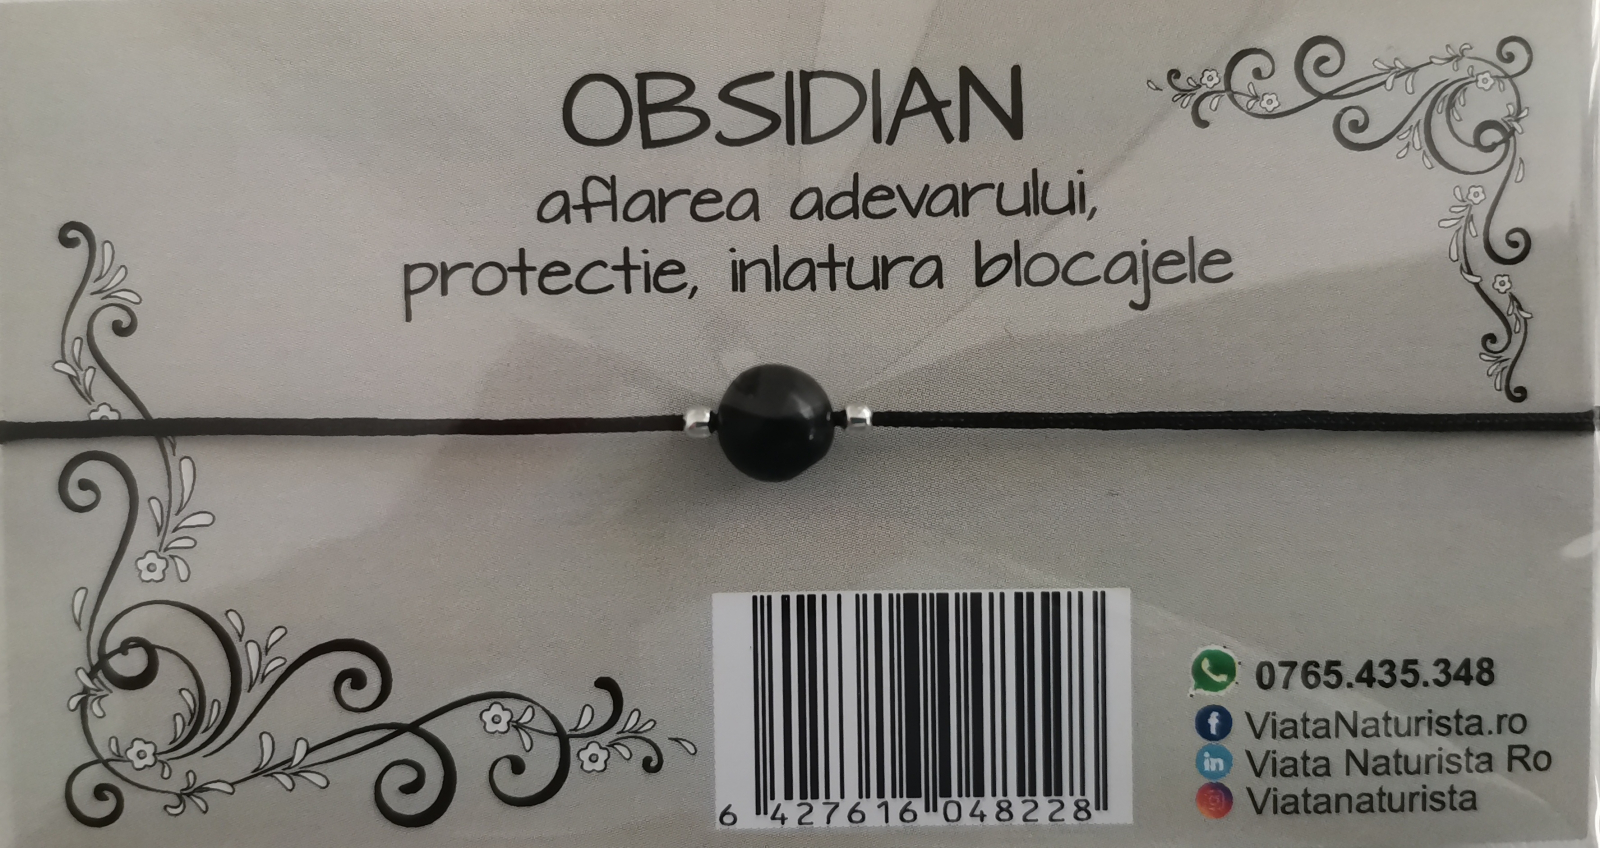 OBSIDIAN
aflarea adevarului,
protectie, inlatura blocajele
6 427616 048228
0765.435.348
ViataNaturista.ro
Viata Naturista Ro
Viatanaturista